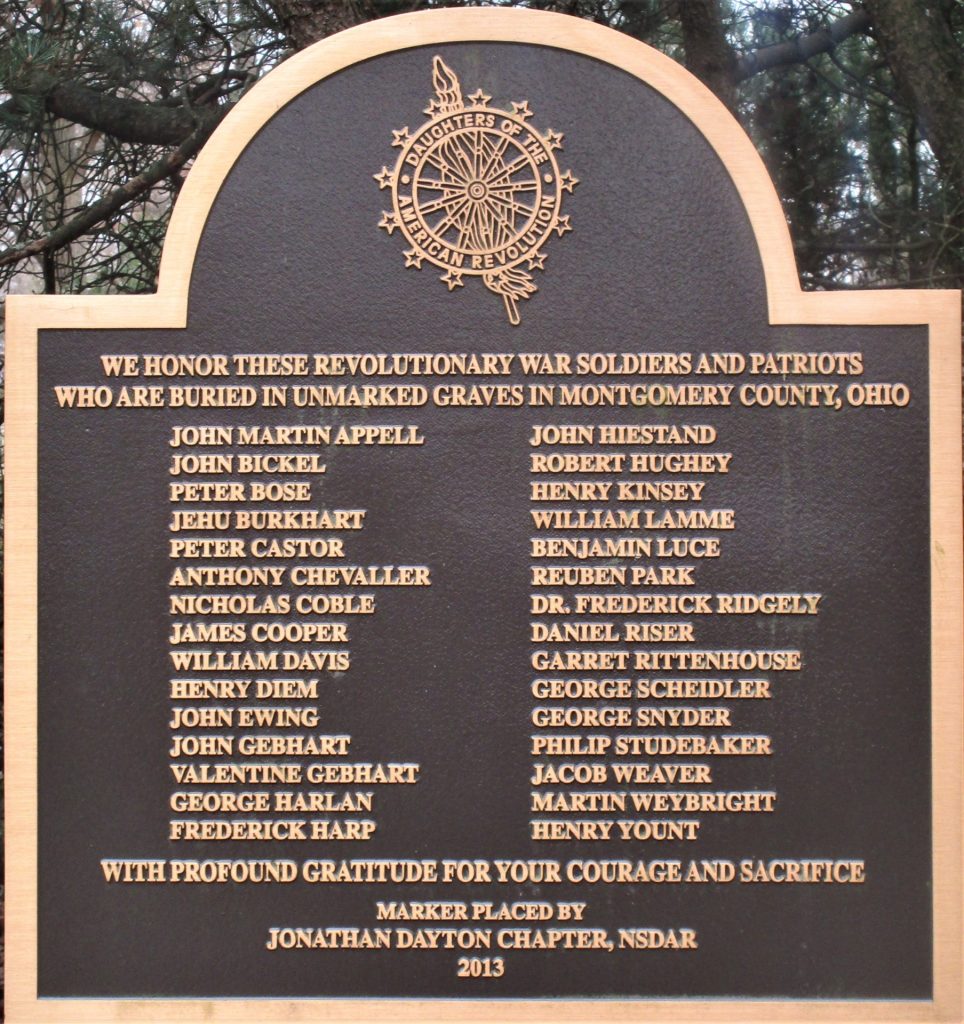 DAUGHTERS OF THE
AMERICAN REVOLUTION
WE HONOR THESE REVOLUTIONARY WAR SOLDIERS AND PATRIOTS
WHO ARE BURIED IN UNMARKED GRAVES IN MONTGOMERY COUNTY, OHIO
JOHN MARTIN APPELL
JOHN BICKEL
PETER BOSE
JEHU BURKHART
PETER CASTOR
ANTHONY CHEVALLER
NICHOLAS COBLE
JAMES COOPER
WILLIAM DAVIS
HENRY DIEM
JOHN EWING
JOHN GEBHART
VALENTINE GEBHART
GEORGE HARLAN
FREDERICK HARP
JOHN HIESTAND
ROBERT HUGHEY
HENRY KINSEY
WILLIAM LAMME
BENJAMIN LUCE
REUBEN PARK
DR. FREDERICK RIDGELY
DANIEL RISER
GARRET RITTENHOUSE
GEORGE SCHEIDLER
GEORGE SNYDER
PHILIP STUDEBAKER
JACOB WEAVER
MARTIN WEYBRIGHT
HENRY YOUNT
WITH PROFOUND GRATITUDE FOR YOUR COURAGE AND SACRIFICE
MARKER PLACED BY
JONATHAN DAYTON CHAPTER, NSDAR
2013